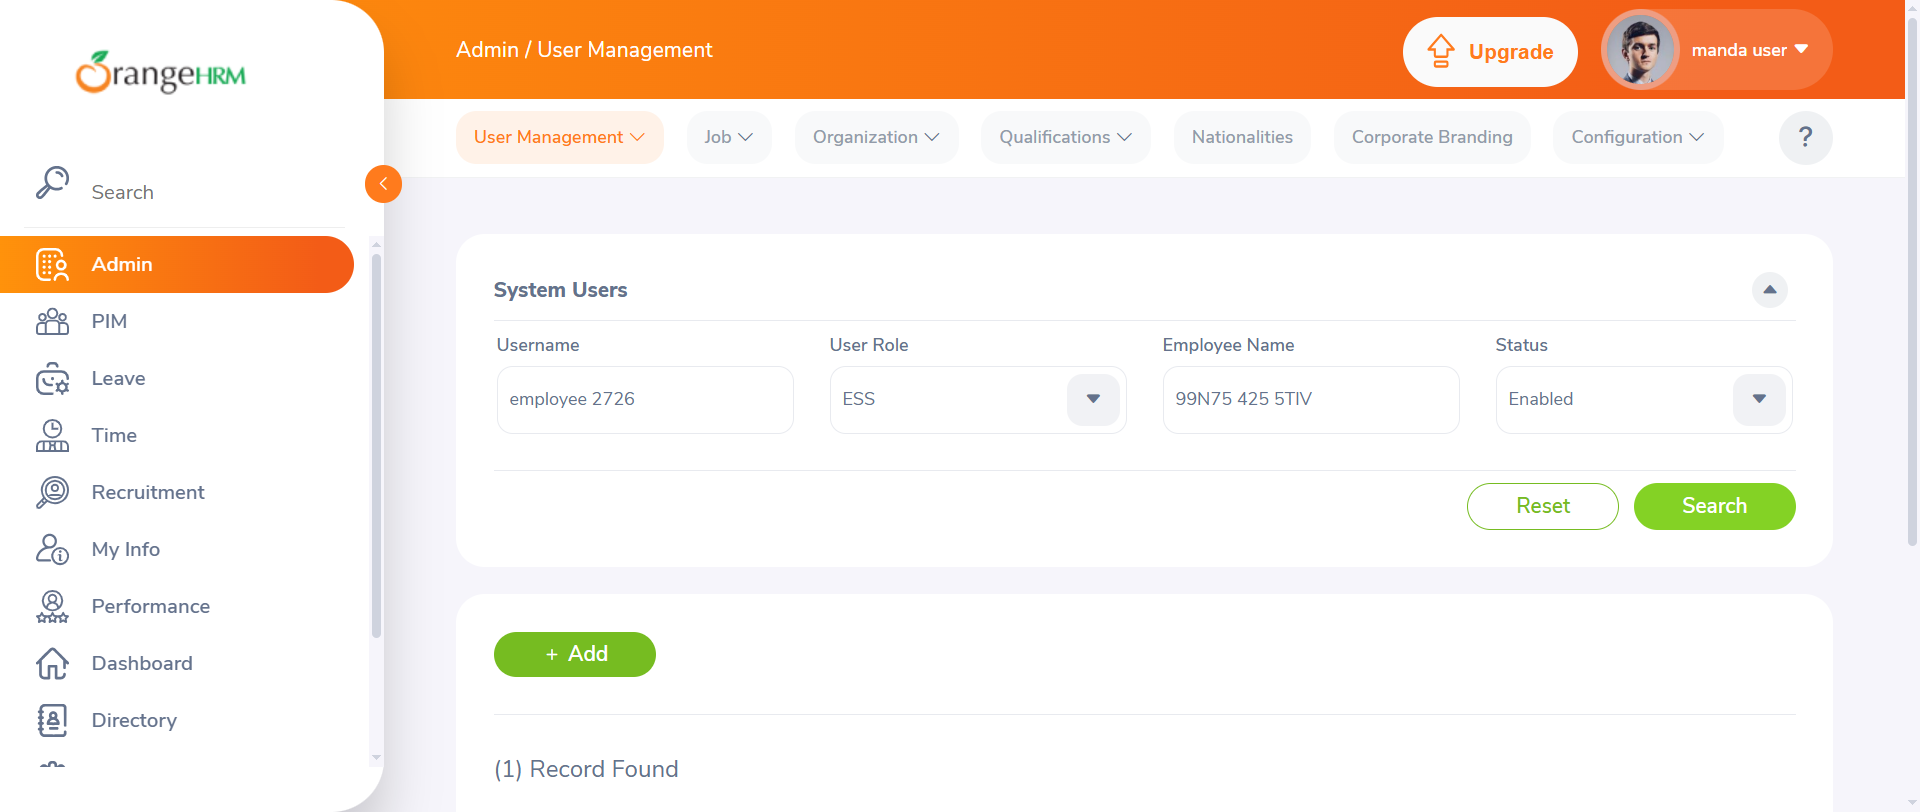 OrangeHRM
Admin / User Management
Upgrade
manda user
User Management
Job
Organization
Qualifications
Nationalities
Corporate Branding
Configuration
?
Search
Admin
PIM
Leave
Time
Recruitment
My Info
Performance
Dashboard
Directory
System Users
Username
User Role
Employee Name
Status
employee 2726
ESS
99N75 425 5TIV
Enabled
Reset
Search
+ Add
(1) Record Found